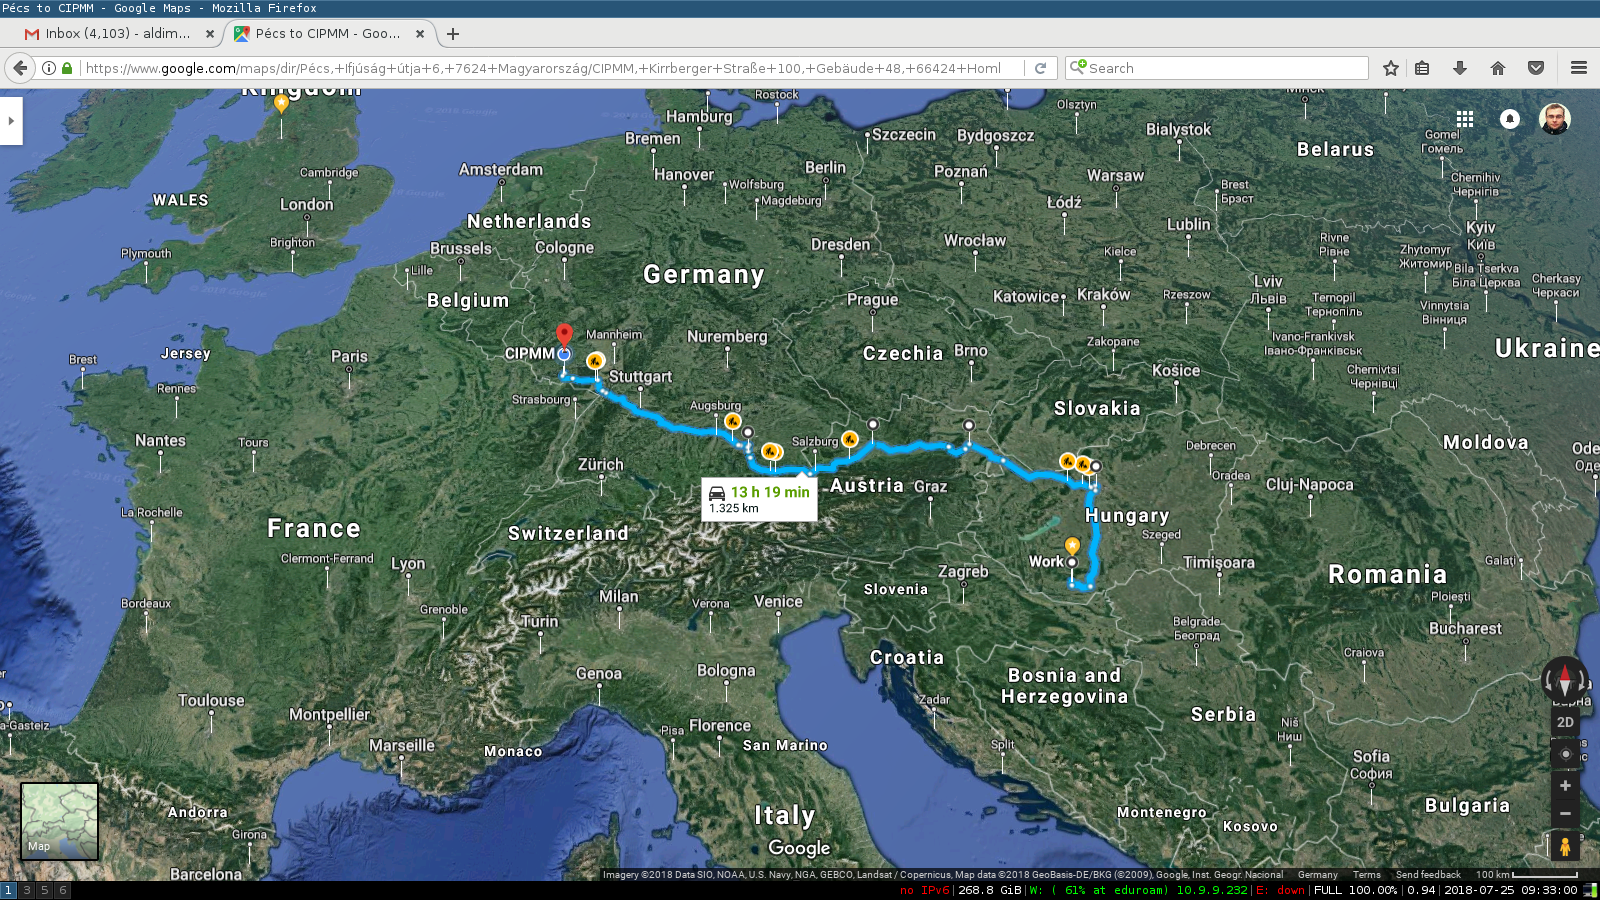 Pécs to CIPMM - Google Maps - Mozilla Firefox
Inbox (4,103) - aldim...
Pécs to CIPMM - Goo...
https://www.google.com/maps/dir/Pécs,+Ifjúság+útja+6,+7624+Magyarország/CIPMM,+Kirrberger+Straße+100,+Gebäude+48,+66424+Homl
Search
Kingdom
Rostock
Minsk
Hamburg
Olsztyn
Szczecin
Bydgoszcz
Bialystok
Gomel
Гомель
Bremen
Belarus
Amsterdam
Berlin
Hanover
Poznań
Warsaw
Cambridge
Wolfsburg
Magdeburg
Brest
Брэст
Chernihiv
Чернігів
WALES
London
Łódź
Netherlands
Lublin
Kyiv
Київ
Brighton
Brussels
Cologne
Dresden
Wrocław
Kielce
Rivne
Рівне
Zhytomyr
Житомир
Plymouth
Lille
Germany
Bila Tserkva
Біла Церква
Cherkasy
Черкаси
Lviv
Львів
Belgium
Prague
Katowice
Kraków
Rzeszow
Ternopil
Тернопіль
Vinnytsia
Вінниця
Mannheim
Nuremberg
Ivano-Frankivsk
Івано-Франківськ
Zakopane
Ukraine
Brest
Jersey
Paris
CIPMM
Czechia
Brno
Košice
Chernivtsi
Чернівці
Rennes
Stuttgart
Strasbourg
Augsburg
Slovakia
Nantes
Tours
Salzburg
Debrecen
Moldova
Zürich
Oradea
Cluj-Napoca
Austria
Graz
13 h 19 min
1.325 km
La Rochelle
France
Switzerland
Hungary
Szeged
Clermont-Ferrand
Lyon
Work
Timișoara
Galați
Zagreb
Romania
Slovenia
Bordeaux
Grenoble
Milan
Verona
Venice
Ploiești
Turin
Belgrade
Београд
Bucharest
Croatia
Craiova
Genoa
Bologna
Bosnia and
Herzegovina
Toulouse
Zadar
Montpellier
Florence
Pisa
Serbia
Niš
Ниш
2D
Marseille
Monaco
San Marino
Split
Sofia
София
Andorra
Italy
Montenegro
Kosovo
Bulgaria
Girona
Map
Google
Barcelona
Imagery ©2018 Data SIO, NOAA, U.S. Navy, NGA, GEBCO, Landsat / Copernicus, Map data ©2018 GeoBasis-DE/BKG (©2009), Google, Inst. Geogr. Nacional Germany Terms Send feedback 100 km
1 3 5 6
no IPv6|268.8 GiB|W: ( 61% at eduroam) 10.9.9.232|E: down|FULL 100.00%|0.94|2018-07-25 09:33:00